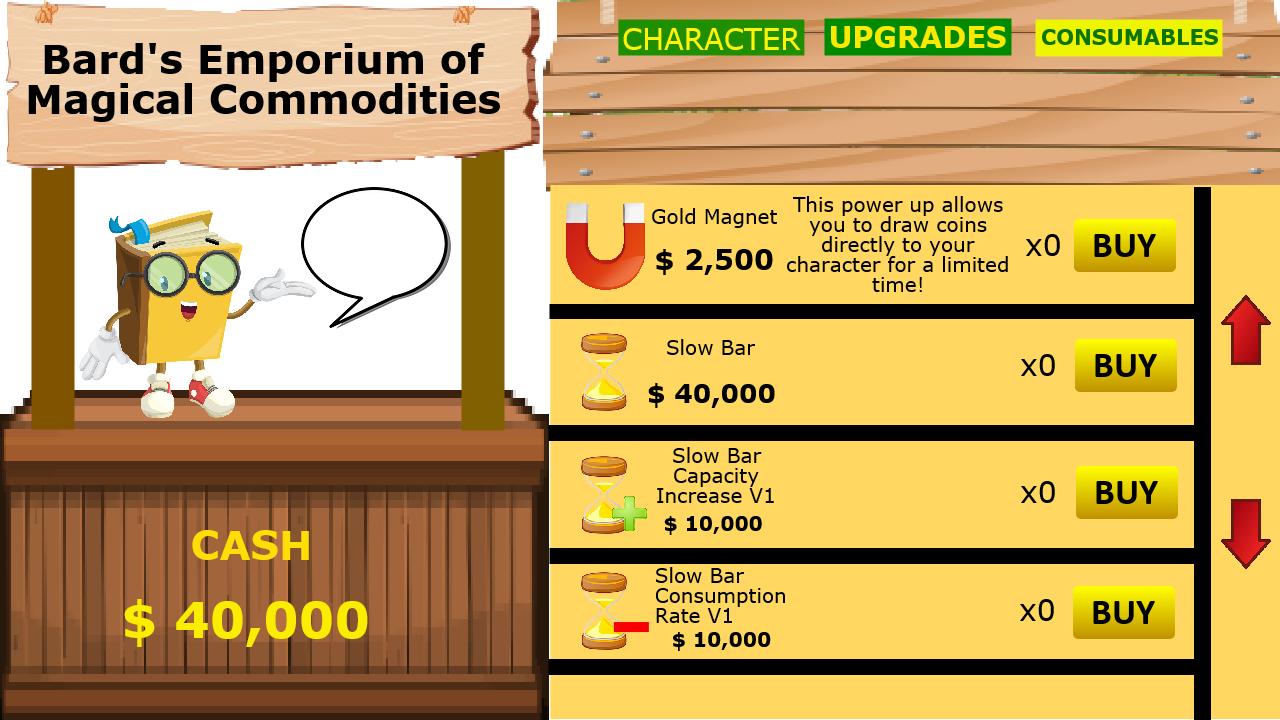 Bard's Emporium of
Magical Commodities
CHARACTER
UPGRADES
CONSUMABLES
Gold Magnet
$ 2,500
This power up allows
you to draw coins
directly to your
character for a limited
time!
x0
BUY
Slow Bar
$ 40,000
x0
BUY
Slow Bar
Capacity
Increase V1
$ 10,000
x0
BUY
Slow Bar
Consumption
Rate V1
$ 10,000
x0
BUY
CASH
$ 40,000